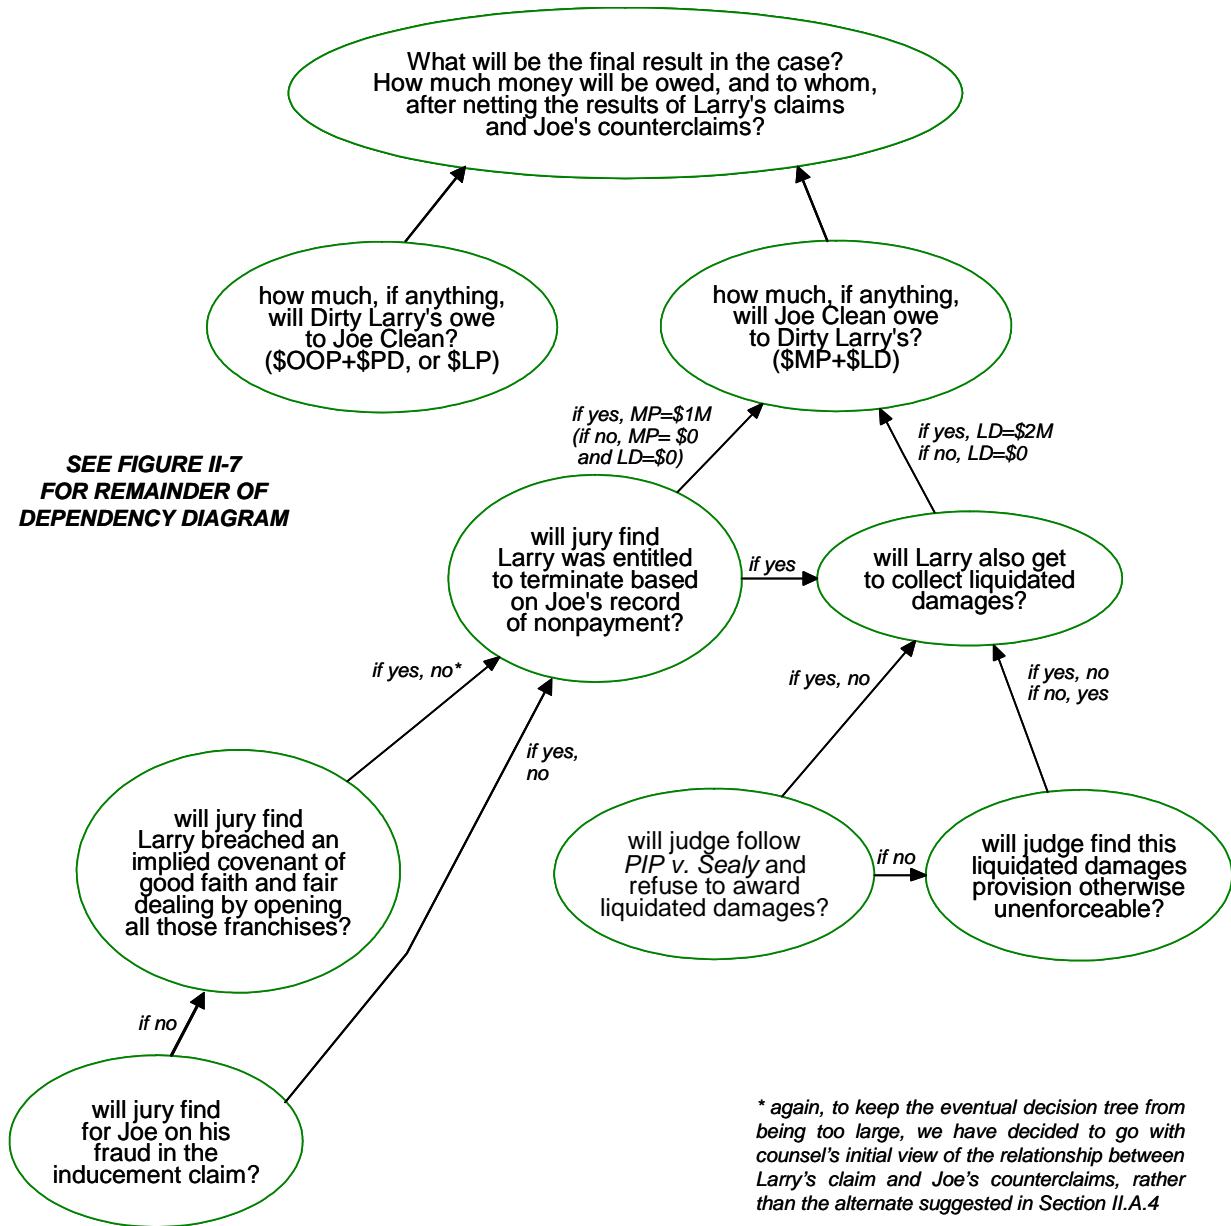 What will be the final result in the case?
How much money will be owed, and to whom,
after netting the results of Larry's claims
and Joe's counterclaims?
how much, if anything,
will Dirty Larry's owe
to Joe Clean?
($OOP+$PD, or $LP)
how much, if anything,
will Joe Clean owe
to Dirty Larry's?
($MP+$LD)
if yes, MP=$1M
(if no, MP= $0
and LD=$0)
if yes, LD=$2M
if no, LD=$0
SEE FIGURE II-7
FOR REMAINDER OF
DEPENDENCY DIAGRAM
will jury find
Larry was entitled
to terminate based
on Joe's record
of nonpayment?
if yes
will Larry also get
to collect liquidated
damages?
if yes, no*
if yes,
no
if yes, no
if yes, no
if no, yes
will jury find
Larry breached an
implied covenant of
good faith and fair
dealing by opening
all those franchises?
will judge follow
PIP v. Sealy and
refuse to award
liquidated damages?
if no
will judge find this
liquidated damages
provision otherwise
unenforceable?
if no
will jury find
for Joe on his
fraud in the
inducement claim?
* again, to keep the eventual decision tree from
being too large, we have decided to go with
counsel's initial view of the relationship between
Larry's claim and Joe's counterclaims, rather
than the alternate suggested in Section II.A.4